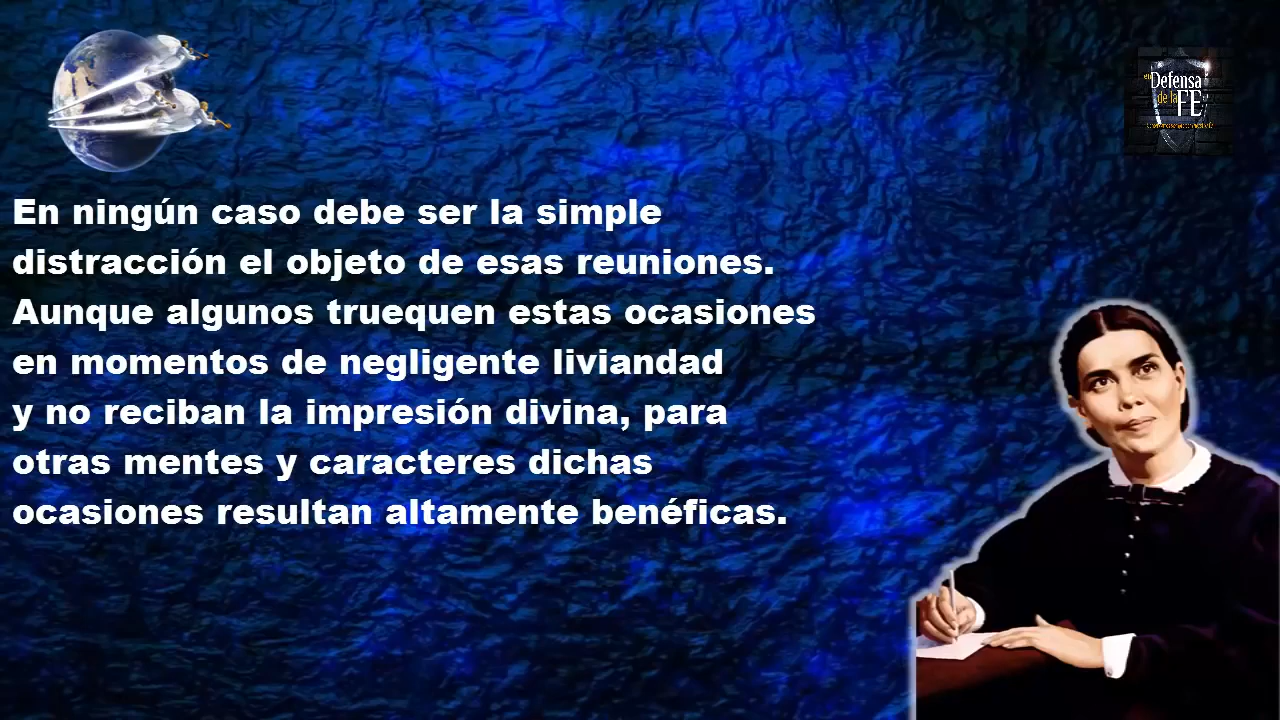 en Defensa
de la FE
En ningún caso debe ser la simple
distracción el objeto de esas reuniones.
Aunque algunos truequen estas ocasiones
en momentos de negligente liviandad
y no reciban la impresión divina, para
otras mentes y caracteres dichas
ocasiones resultan altamente benéficas.